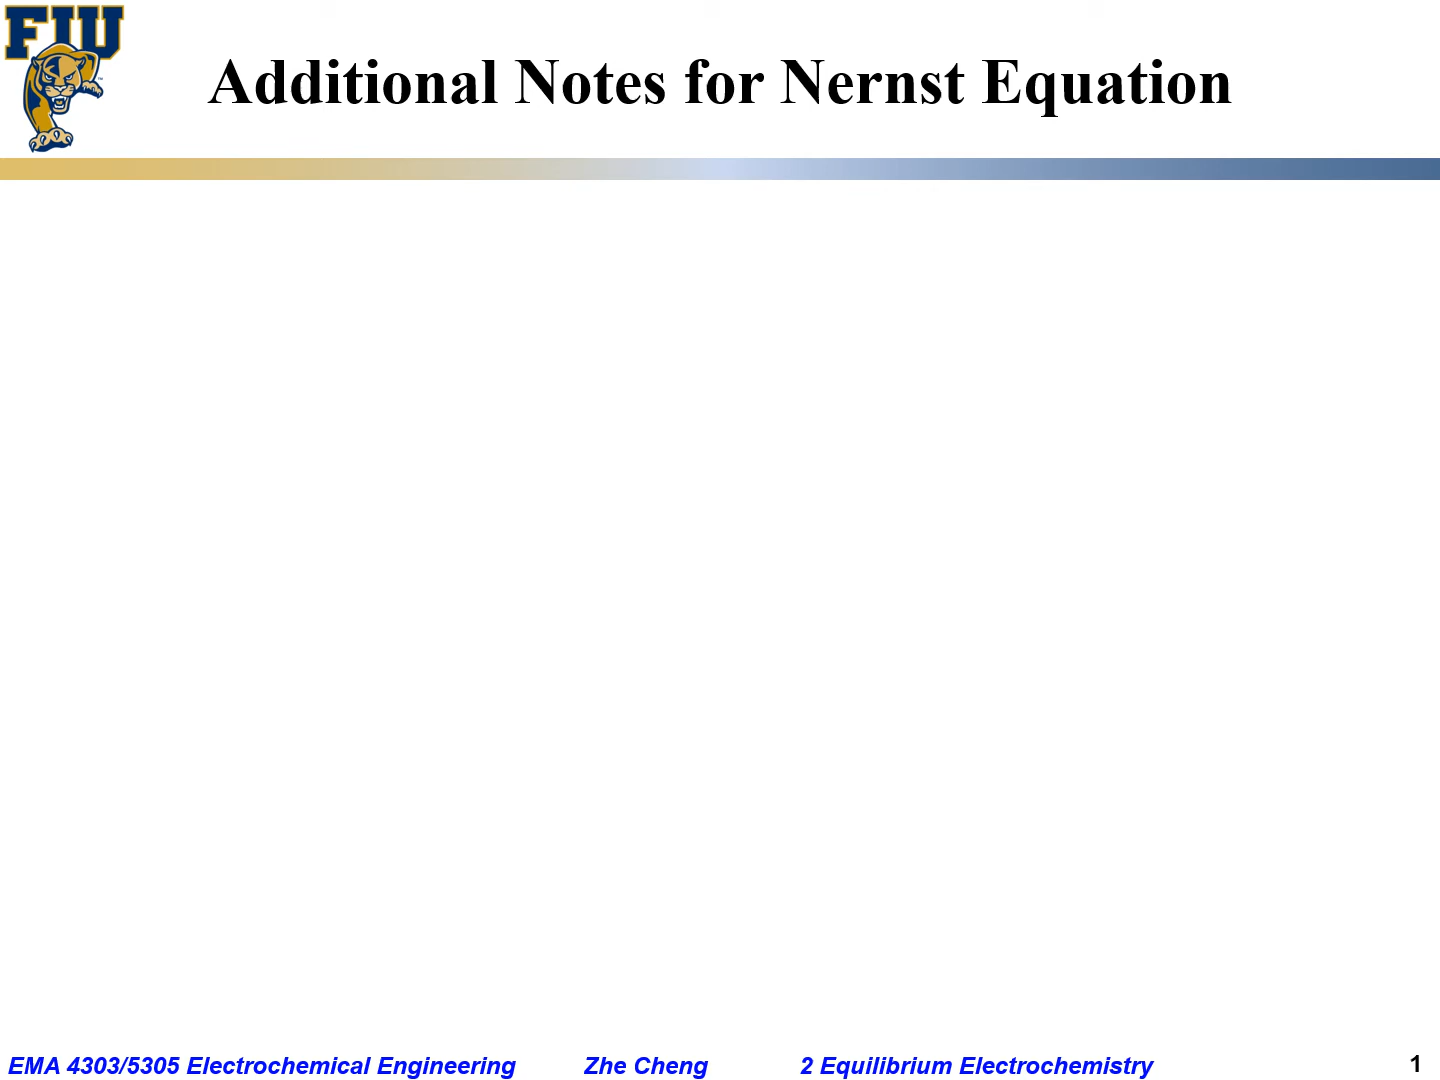 FIU
Additional Notes for Nernst Equation
EMA 4303/5305 Electrochemical Engineering Zhe Cheng 2 Equilibrium Electrochemistry 1